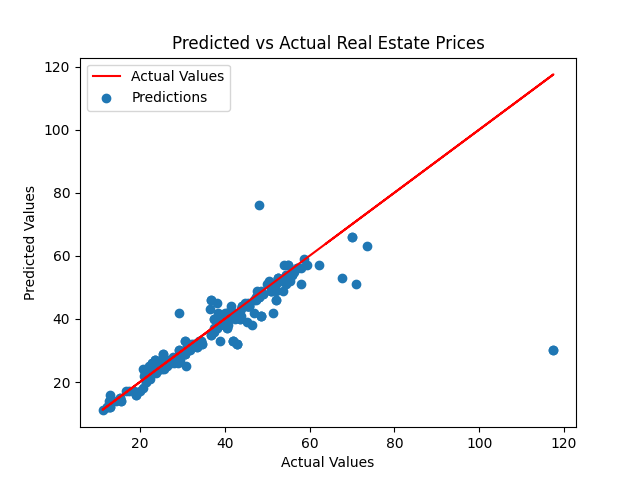 Predicted vs Actual Real Estate Prices
Actual Values
Predictions
120
100
80
60
40
20
Predicted Values
20 40 60 80 100 120
Actual Values